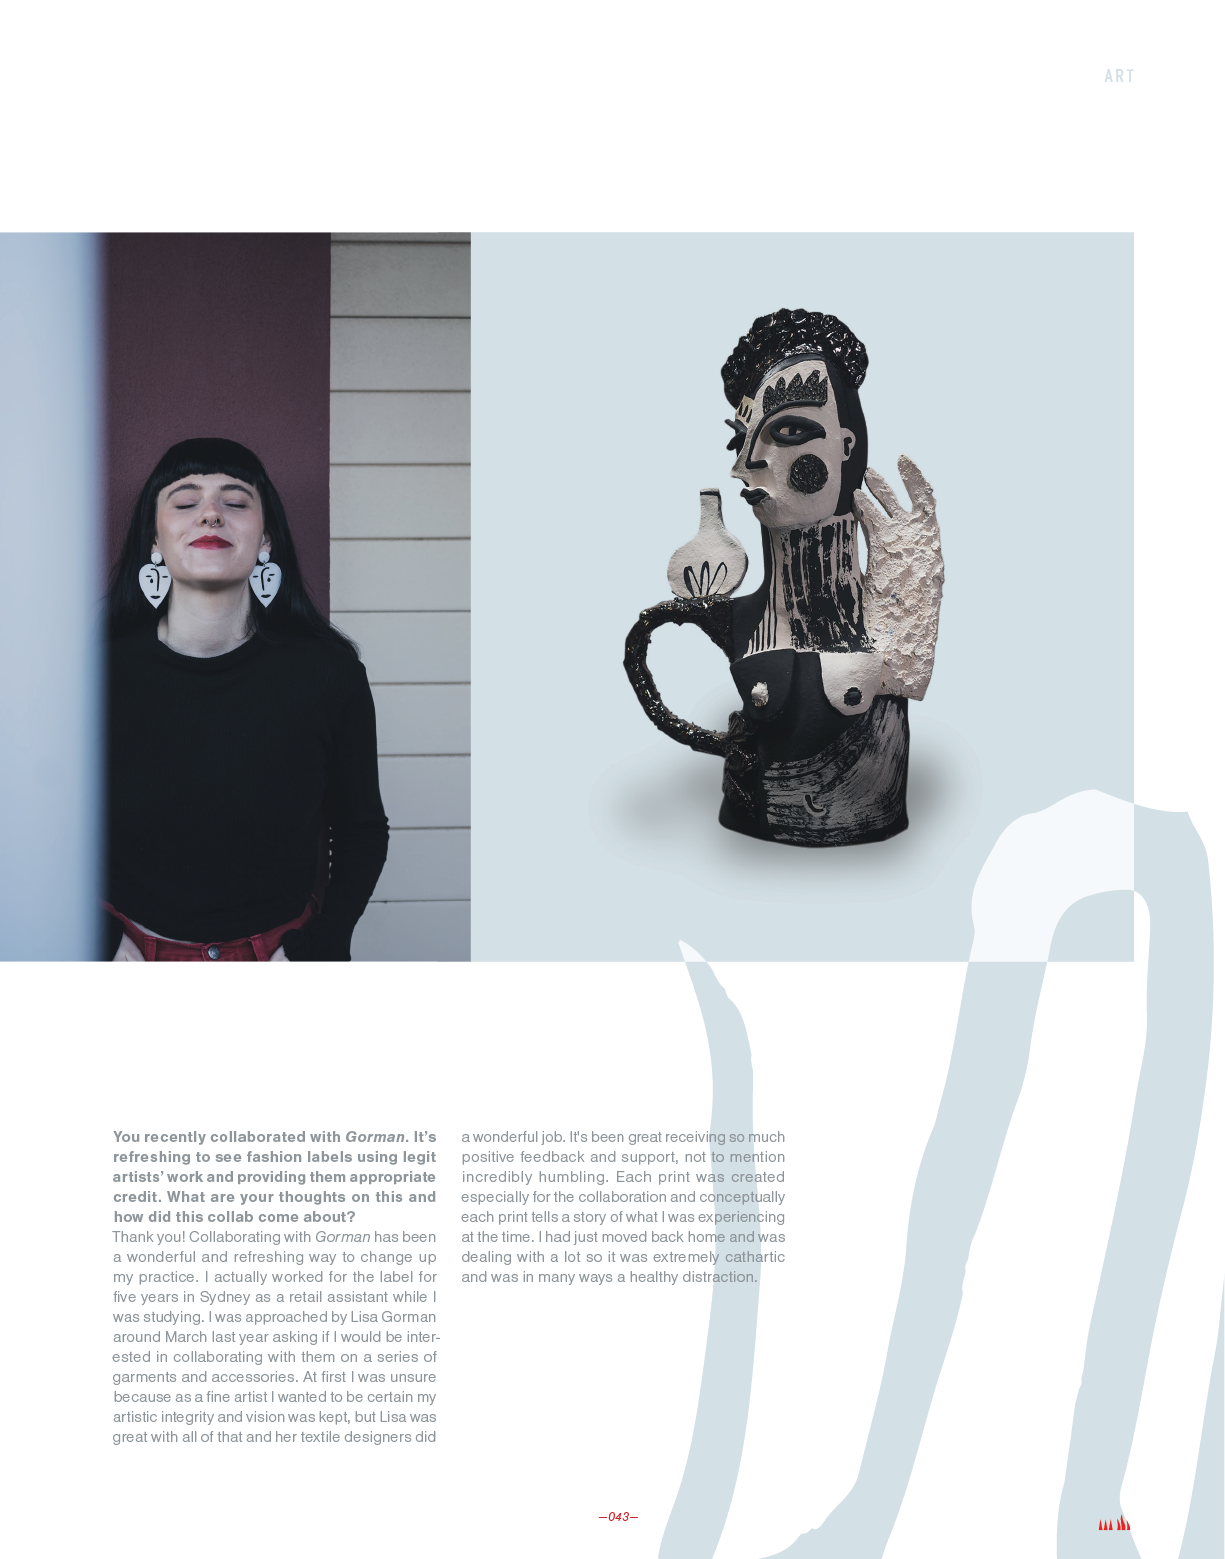 ART
You recently collaborated with Gorman. It’s
refreshing to see fashion labels using legit
artists’ work and providing them appropriate
credit. What are your thoughts on this and
how did this collab come about?
Thank you! Collaborating with Gorman has been
a wonderful and refreshing way to change up
my practice. I actually worked for the label for
five years in Sydney as a retail assistant while I
was studying. I was approached by Lisa Gorman
around March last year asking if I would be inter-
ested in collaborating with them on a series of
garments and accessories. At first I was unsure
because as a fine artist I wanted to be certain my
artistic integrity and vision was kept, but Lisa was
great with all of that and her textile designers did
a wonderful job. It's been great receiving so much
positive feedback and support, not to mention
incredibly humbling. Each print was created
especially for the collaboration and conceptually
each print tells a story of what I was experiencing
at the time. I had just moved back home and was
dealing with a lot so it was extremely cathartic
and was in many ways a healthy distraction.
—043—